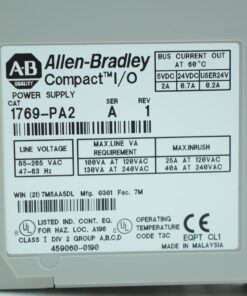 AB
QUALITY
Allen-Bradley
Compact™I/O
BUS CURRENT OUT
AT 60°C
5VDC 24VDC USER24V
2A 0.7A 0.2A
POWER SUPPLY
CAT SER REV
1769-PA2 A 1
LINE VOLTAGE MAX.LINE VA REQUIREMENT MAX.INRUSH
85-265 VAC 100VA AT 120VAC 25A AT 120VAC
47-63 Hz 130VA AT 240VAC 40A AT 240VAC
WIN (21) 7M5AA5DL Mfg. 0301 Fac. 7M
LISTED IND. CONT. EQ.
FOR HAZ. LOC. A196
CLASS I DIV 2 GROUP A,B,C,D
OPERATING
TEMPERATURE
CODE T3C
CE
EQPT CL1
459060-0190
MADE IN MALAYSIA